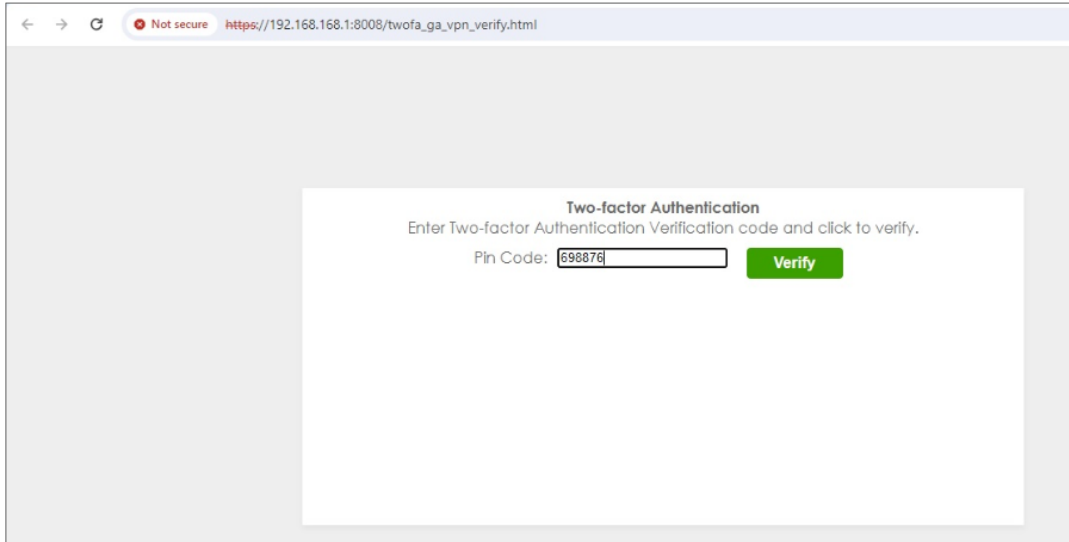 Not secure https://192.168.168.1:8008/twofa_ga_vpn_verify.html
Two-factor Authentication
Enter Two-factor Authentication Verification code and click to verify.
Pin Code: 698876 Verify